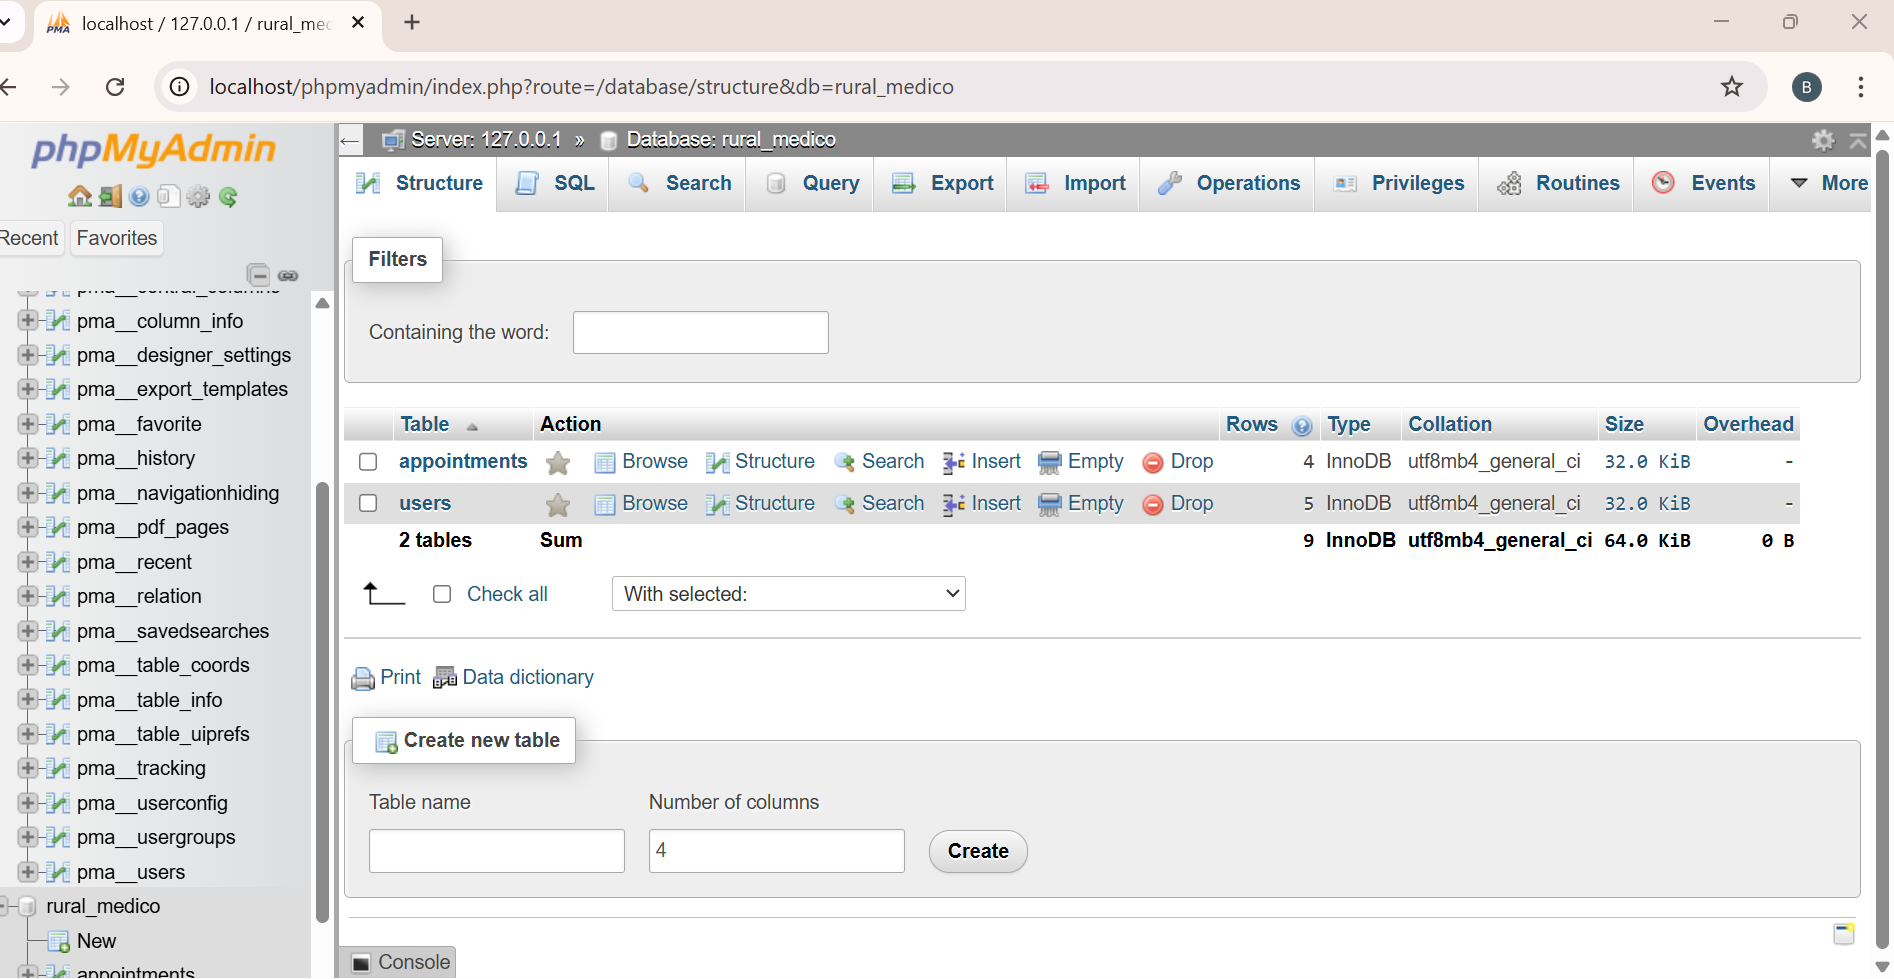 PMA localhost / 127.0.0.1 / rural_med
localhost/phpmyadmin/index.php?route=/database/structure&db=rural_medico
B
phpMyAdmin
Recent Favorites
pma__central_columns
pma__column_info
pma__designer_settings
pma__export_templates
pma__favorite
pma__history
pma__navigationhiding
pma__pdf_pages
pma__recent
pma__relation
pma__savedsearches
pma__table_coords
pma__table_info
pma__table_uiprefs
pma__tracking
pma__userconfig
pma__usergroups
pma__users
rural_medico
New
appointments
Server: 127.0.0.1 » Database: rural_medico
Structure SQL Search Query Export Import Operations Privileges Routines Events More
Filters
Containing the word:
Table Action Rows Type Collation Size Overhead
appointments Browse Structure Search Insert Empty Drop 4 InnoDB utf8mb4_general_ci 32.0 KiB -
users Browse Structure Search Insert Empty Drop 5 InnoDB utf8mb4_general_ci 32.0 KiB -
2 tables Sum 9 InnoDB utf8mb4_general_ci 64.0 KiB 0 B
Check all With selected:
Print Data dictionary
Create new table
Table name Number of columns
4 Create
Console